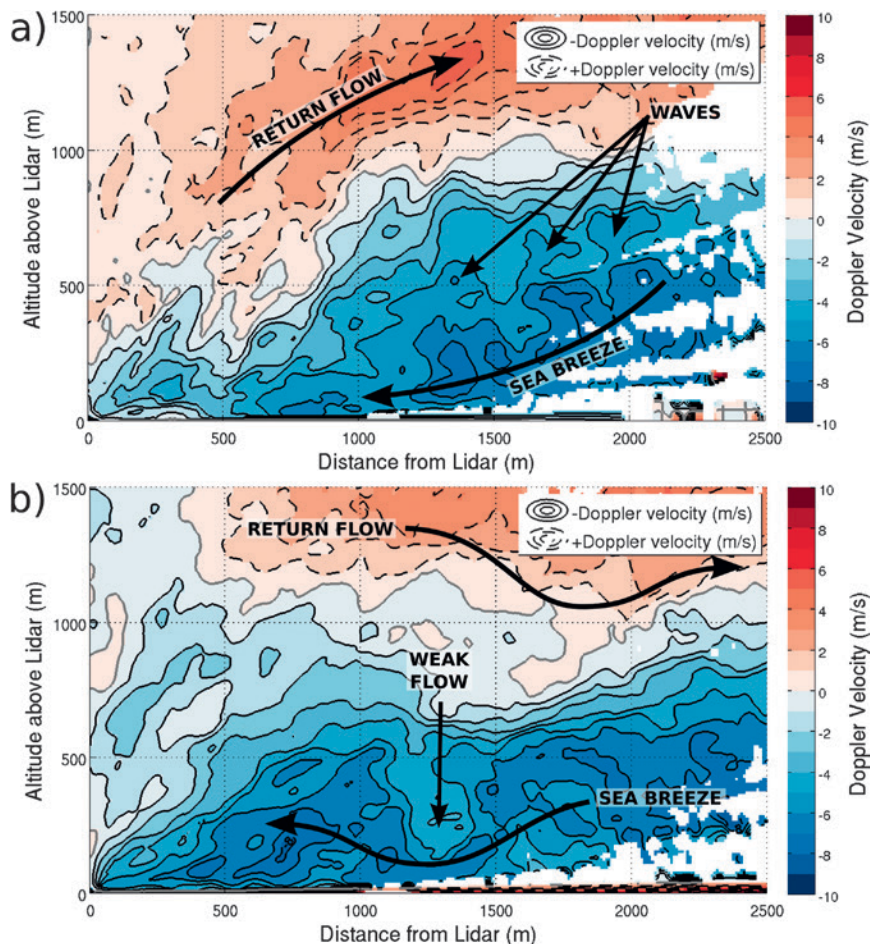 a)
1500
1000
500
0
Altitude above Lidar (m)
RETURN FLOW
-Doppler velocity (m/s)
+Doppler velocity (m/s)
WAVES
SEA BREEZE
0
500
1000
1500
2000
2500
Distance from Lidar (m)
10
8
6
4
2
0
-2
-4
-6
-8
-10
Doppler Velocity (m/s)
b)
1500
1000
500
0
Altitude above Lidar (m)
RETURN FLOW
-Doppler velocity (m/s)
+Doppler velocity (m/s)
WEAK
FLOW
SEA BREEZE
0
500
1000
1500
2000
2500
Distance from Lidar (m)
10
8
6
4
2
0
-2
-4
-6
-8
-10
Doppler Velocity (m/s)